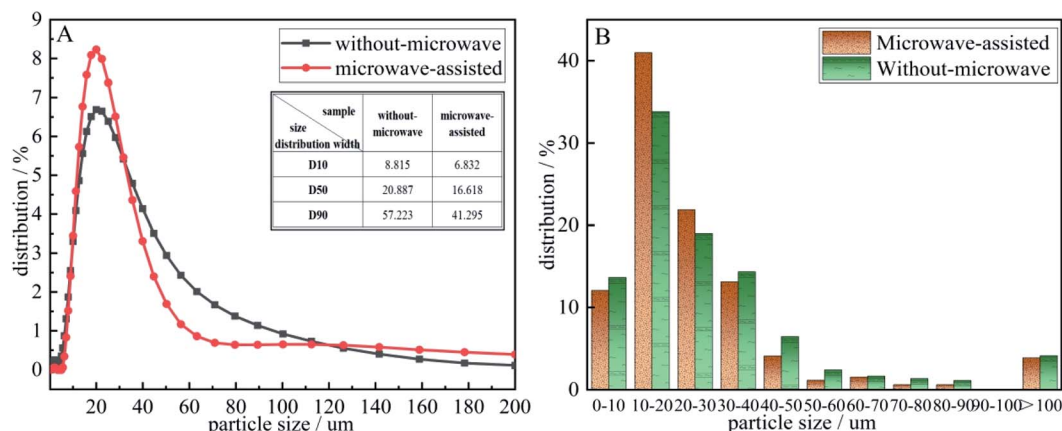 A
without-microwave
microwave-assisted
sample
size
distribution width
without-
microwave
microwave-
assisted
D10 8.815 6.832
D50 20.887 16.618
D90 57.223 41.295
distribution / %
9
8
7
6
5
4
3
2
1
0
20 40 60 80 100 120 140 160 180 200
particle size / um
B
Microwave-assisted
Without-microwave
distribution / %
40
30
20
10
0
0-10 10-20 20-30 30-40 40-50 50-60 60-70 70-80 80-90 90-100 >100
particle size / um